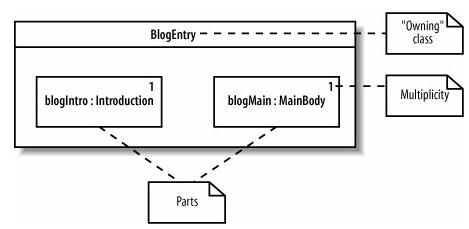 BlogEntry
"Owning"
class
1
blogIntro : Introduction
1
blogMain : MainBody
Multiplicity
Parts